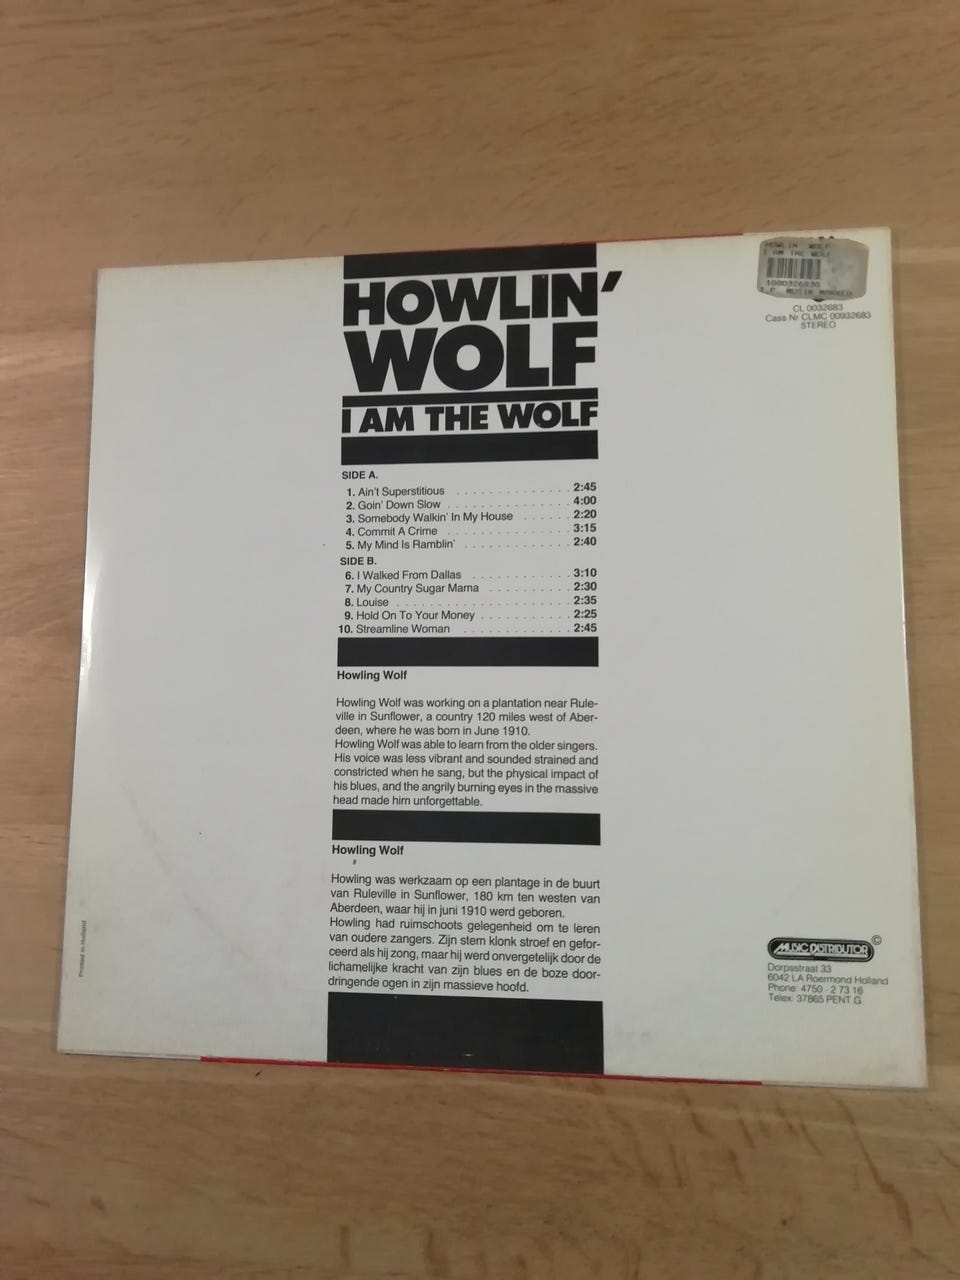 HOWLIN' WOLF
I AM THE WOLF
1000326830
L.P. MUSIK MARKED
CL 0032683
Cass Nr CLMC 00932683
STEREO
HOWLIN'
WOLF
I AM THE WOLF
SIDE A.
1. Ain't Superstitious . . . . . . . . . . . . . . 2:45
2. Goin' Down Slow . . . . . . . . . . . . . . . 4:00
3. Somebody Walkin' In My House . . . . . . 2:20
4. Commit A Crime . . . . . . . . . . . . . . . 3:15
5. My Mind Is Ramblin' . . . . . . . . . . . . . 2:40
SIDE B.
6. I Walked From Dallas . . . . . . . . . . . . 3:10
7. My Country Sugar Mama . . . . . . . . . . 2:30
8. Louise . . . . . . . . . . . . . . . . . . . . . 2:35
9. Hold On To Your Money . . . . . . . . . . . 2:25
10. Streamline Woman . . . . . . . . . . . . . 2:45
Howling Wolf
Howling Wolf was working on a plantation near Rule-
ville in Sunflower, a country 120 miles west of Aber-
deen, where he was born in June 1910.
Howling Wolf was able to learn from the older singers.
His voice was less vibrant and sounded strained and
constricted when he sang, but the physical impact of
his blues, and the angrily burning eyes in the massive
head made him unforgettable.
Howling Wolf
Howling was werkzaam op een plantage in de buurt
van Ruleville in Sunflower, 180 km ten westen van
Aberdeen, waar hij in juni 1910 werd geboren.
Howling had ruimschoots gelegenheid om te leren
van oudere zangers. Zijn stem klonk stroef en gefor-
ceerd als hij zong, maar hij werd onvergetelijk door de
lichamelijke kracht van zijn blues en de boze door-
dringende ogen in zijn massieve hoofd.
Printed in Holland
MUSIC DISTRIBUTOR ©
Dorpsstraat 33
6042 LA Roermond Holland
Phone: 4750 - 2 73 16
Telex: 37865 PENT G